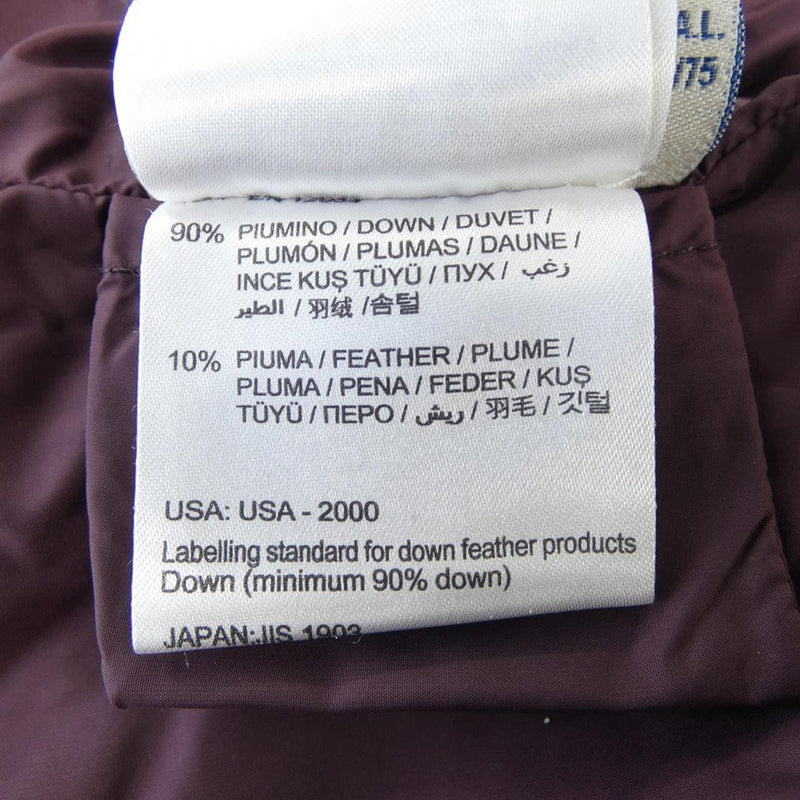 A.L.
/75
90% PIUMINO / DOWN / DUVET /
PLUMÓN / PLUMAS / DAUNE /
INCE KUŞ TÜYÜ / ПУХ / زغب
الطير / 羽绒 /솜털
10% PIUMA / FEATHER / PLUME /
PLUMA / PENA / FEDER / KUŞ
TÜYÜ / ПЕРО / ريش / 羽毛 / 깃털
USA: USA - 2000
Labelling standard for down feather products
Down (minimum 90% down)
JAPAN:JIS 1903